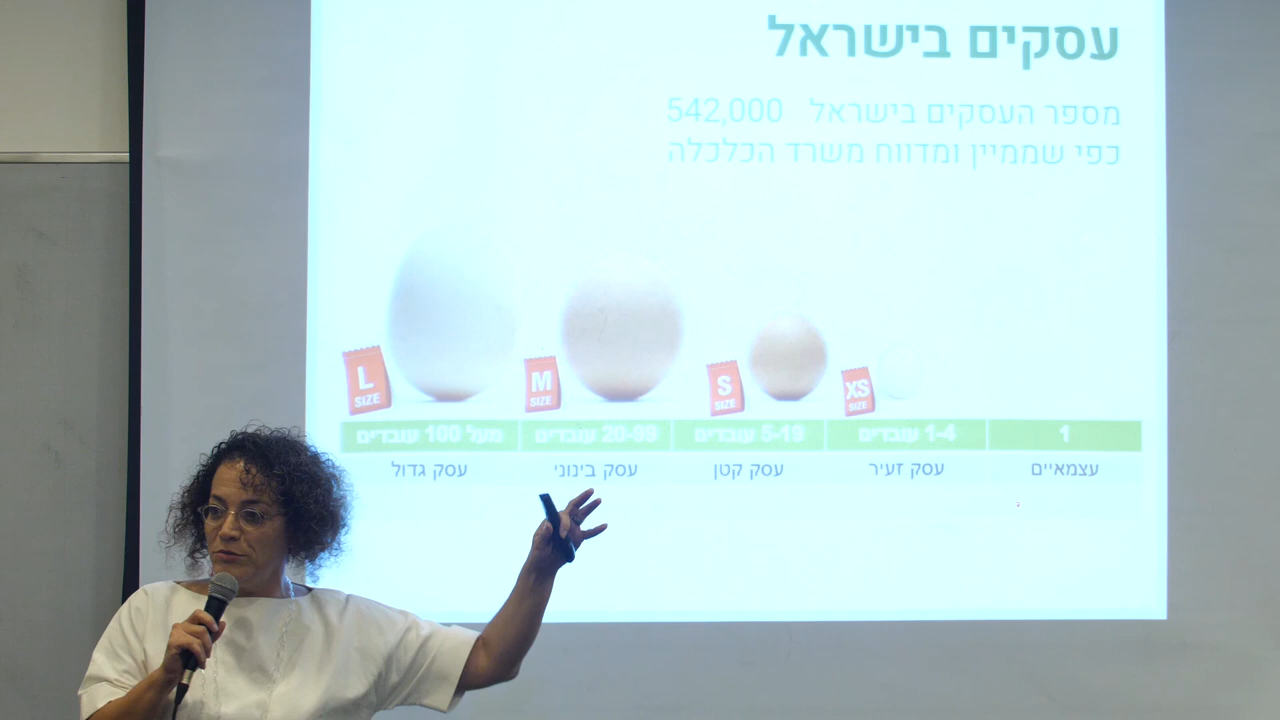 עסקים בישראל
מספר העסקים בישראל 542,000
כפי שממיין ומדווח משרד הכלכלה
XS SIZE
S SIZE
M SIZE
L SIZE
1 1-4 עובדים 5-19 עובדים 20-99 עובדים מעל 100 עובדים
עצמאיים עסק זעיר עסק קטן עסק בינוני עסק גדול